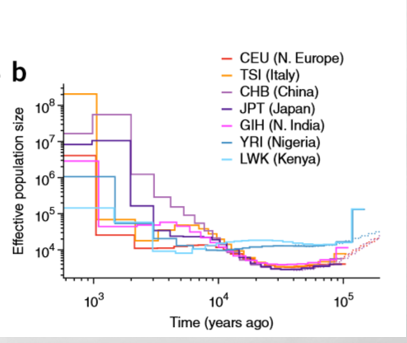 b
CEU (N. Europe)
TSI (Italy)
CHB (China)
JPT (Japan)
GIH (N. India)
YRI (Nigeria)
LWK (Kenya)
Effective population size
10⁸
10⁷
10⁶
10⁵
10⁴
10³ 10⁴ 10⁵
Time (years ago)